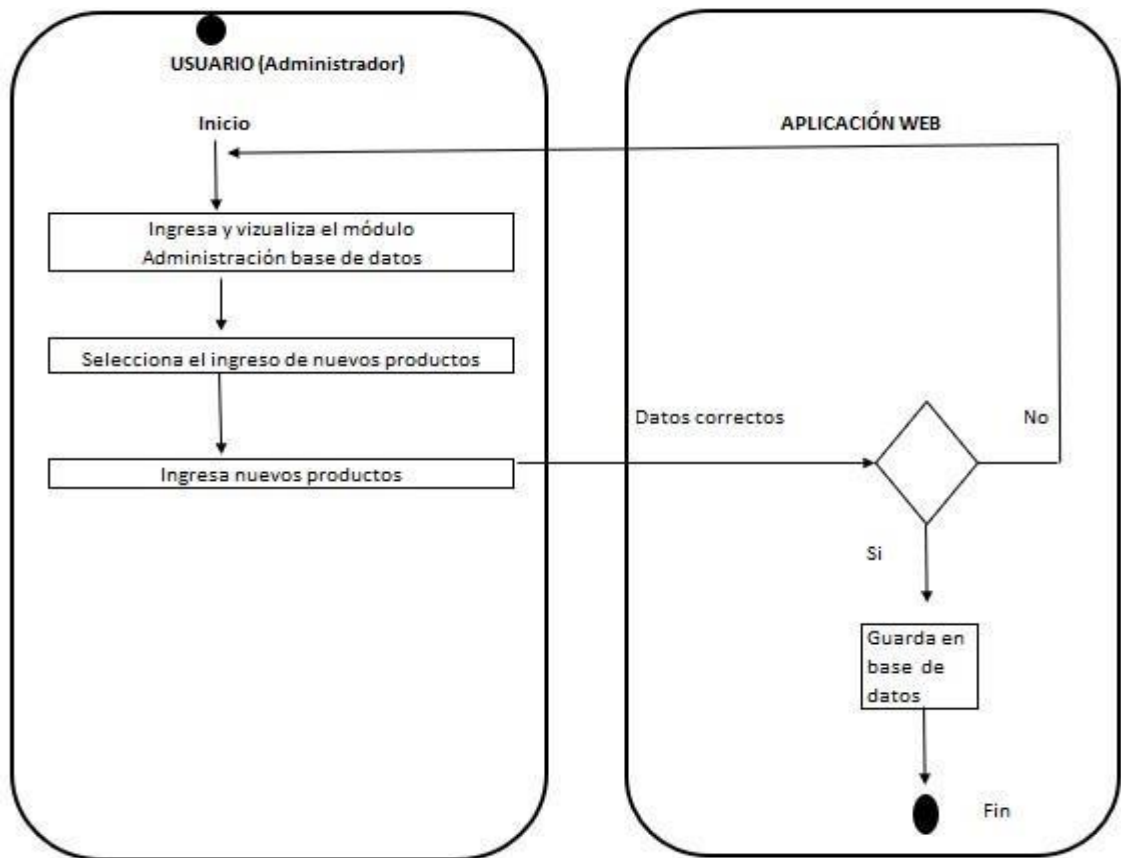 USUARIO (Administrador)
Inicio
Ingresa y vizualiza el módulo
Administración base de datos
Selecciona el ingreso de nuevos productos
Ingresa nuevos productos
APLICACIÓN WEB
Datos correctos
No
Si
Guarda en
base de
datos
Fin